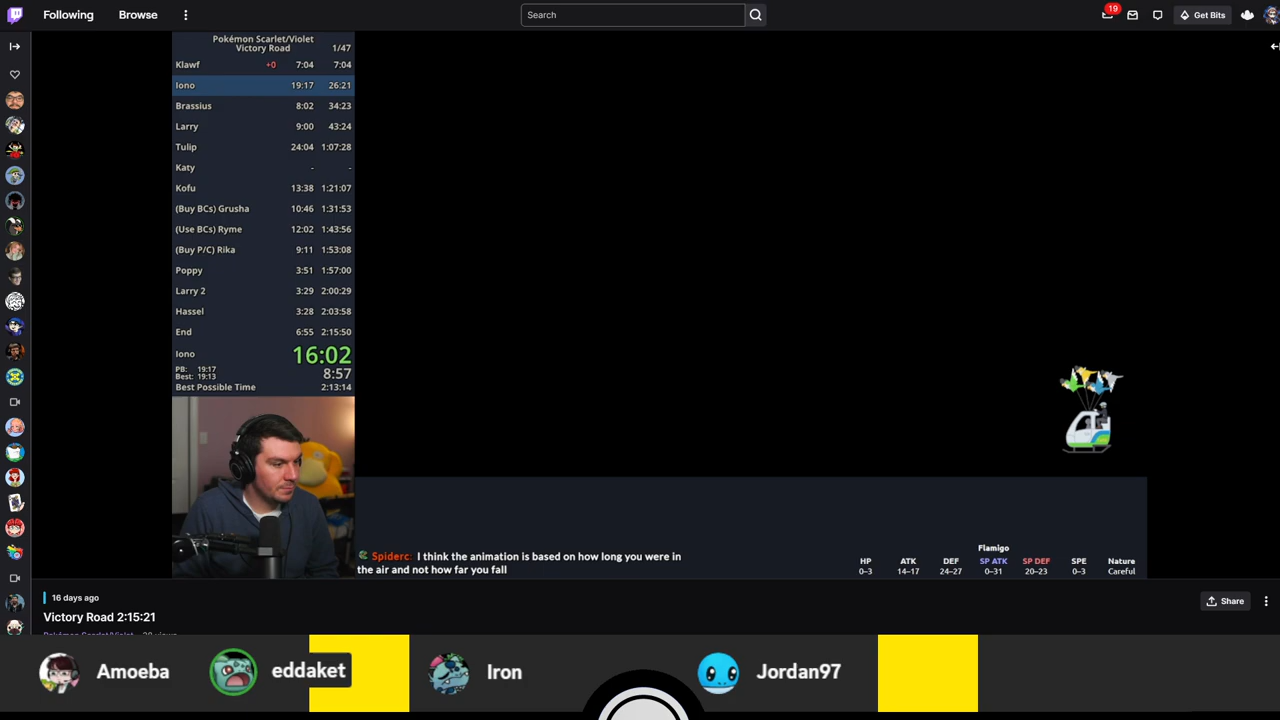 Following Browse Search 19 Get Bits
Pokémon Scarlet/Violet
Victory Road 1/47
Klawf +0 7:04 7:04
Iono 19:17 26:21
Brassius 8:02 34:23
Larry 9:00 43:24
Tulip 24:04 1:07:28
Katy - -
Kofu 13:38 1:21:07
(Buy BCs) Grusha 10:46 1:31:53
(Use BCs) Ryme 12:02 1:43:56
(Buy P/C) Rika 9:11 1:53:08
Poppy 3:51 1:57:00
Larry 2 3:29 2:00:29
Hassel 3:28 2:03:58
End 6:55 2:15:50
Iono 16:02
PB: 19:17
Best: 19:13 8:57
Best Possible Time 2:13:14
Spiderc: I think the animation is based on how long you were in
the air and not how far you fall
Flamigo
HP ATK DEF SP ATK SP DEF SPE Nature
0–3 14–17 24–27 0–31 20–23 0–3 Careful
16 days ago
Share
Victory Road 2:15:21
Pokémon Scarlet/Violet
Amoeba eddaket Iron Jordan97